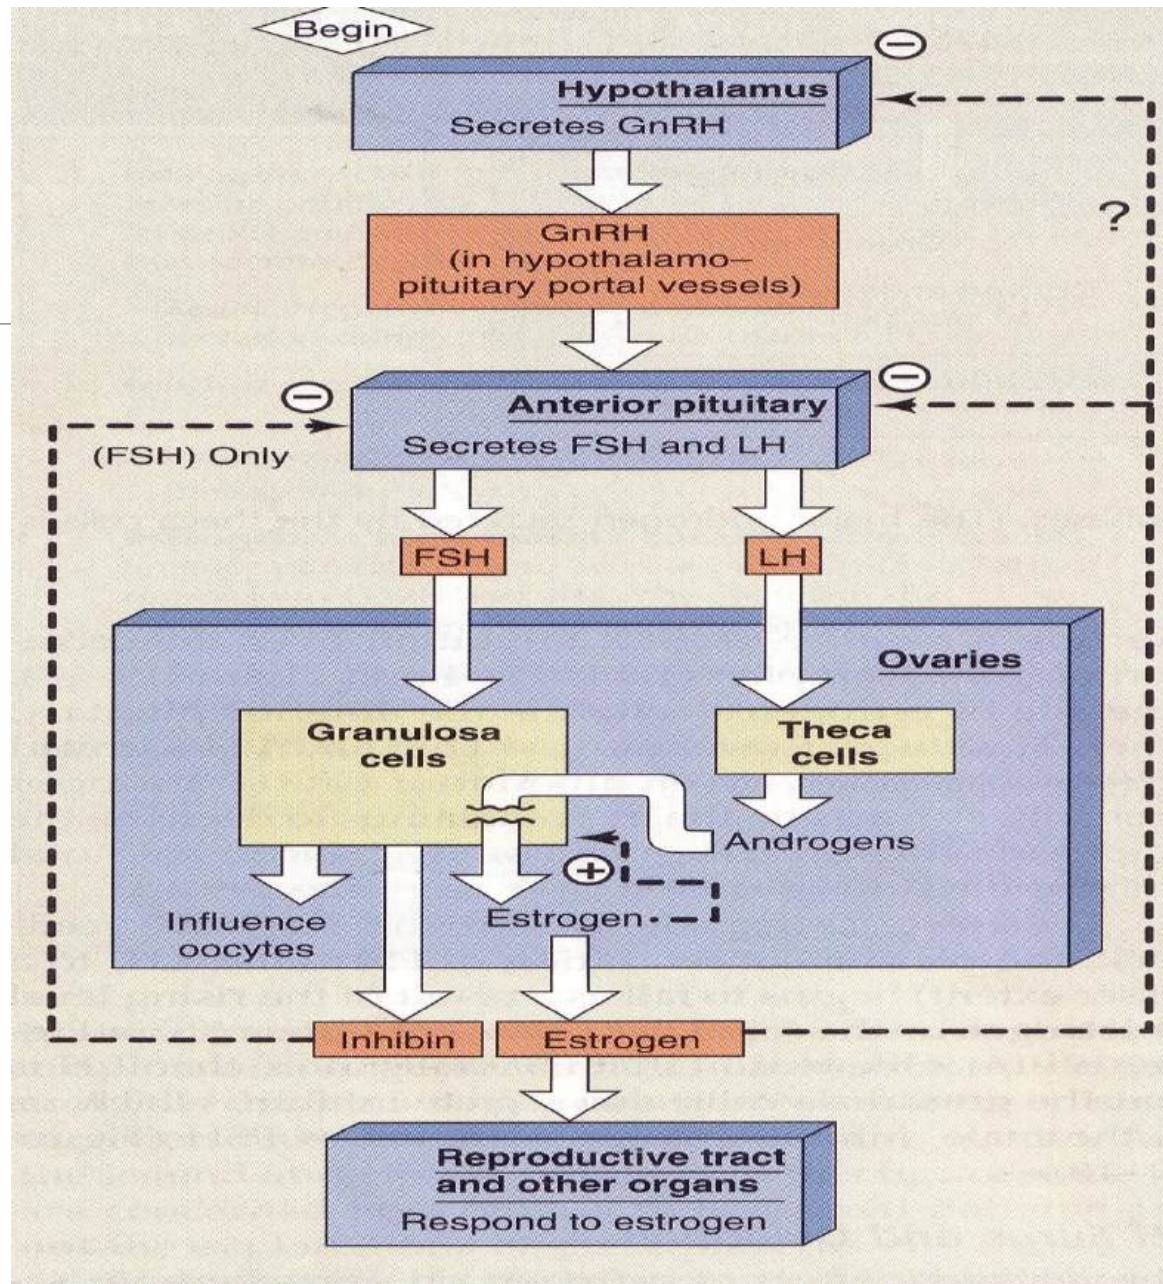 Begin
−
Hypothalamus
Secretes GnRH
?
GnRH
(in hypothalamo–
pituitary portal vessels)
−
−
Anterior pituitary
Secretes FSH and LH
(FSH) Only
FSH
LH
Ovaries
Granulosa
cells
Theca
cells
Androgens
+
Influence
oocytes
Estrogen
Inhibin
Estrogen
Reproductive tract
and other organs
Respond to estrogen